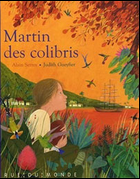 Martin
des colibris
Alain Serres • Judith Gueyfier
RUE DU MONDE